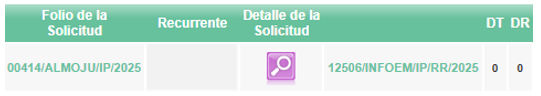 Folio de la Solicitud Recurrente Detalle de la Solicitud DT DR
00414/ALMOJU/IP/2025 12506/INFOEM/IP/RR/2025 0 0